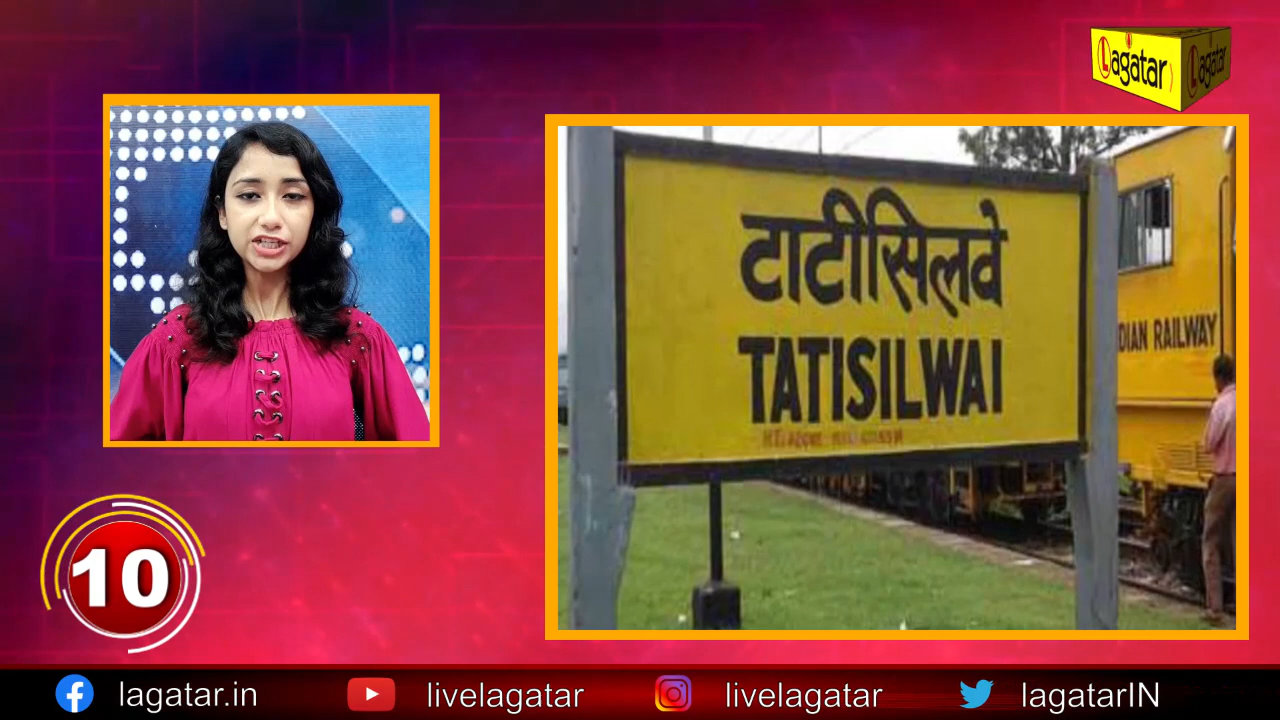 Lagatar
Lagatar
टाटीसिलवे
TATISILWAI
DIAN RAILWAY
10
lagatar.in
livelagatar
livelagatar
lagatarIN